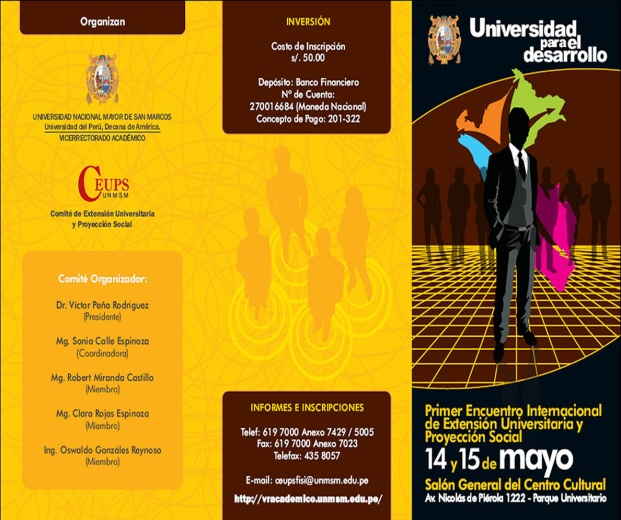 Organizan
UNIVERSIDAD NACIONAL MAYOR DE SAN MARCOS
Universidad del Perú, Decana de América.
VICERRECTORADO ACADÉMICO
CEUPS
UNMSM
Comité de Extensión Universitaria
y Proyección Social
Comité Organizador:
Dr. Víctor Peña Rodríguez
(Presidente)
Mg. Sonia Calle Espinoza
(Coordinadora)
Mg. Robert Miranda Castillo
(Miembro)
Mg. Clara Rojas Espinoza
(Miembro)
Ing. Oswaldo Gonzáles Reynoso
(Miembro)
INVERSIÓN
Costo de Inscripción
s/. 50.00
Depósito: Banco Financiero
Nº de Cuenta:
270016684 (Moneda Nacional)
Concepto de Pago: 201-322
INFORMES E INSCRIPCIONES
Telef: 619 7000 Anexo 7429 / 5005
Fax: 619 7000 Anexo 7023
Telefax: 435 8057
E-mail: ceupsfisi@unmsm.edu.pe
http://vracademico.unmsm.edu.pe/
Universidad
para el
desarrollo
Primer Encuentro Internacional
de Extensión Universitaria y
Proyección Social
14 y 15 de mayo
Salón General del Centro Cultural
Av. Nicolás de Piérola 1222 - Parque Universitario